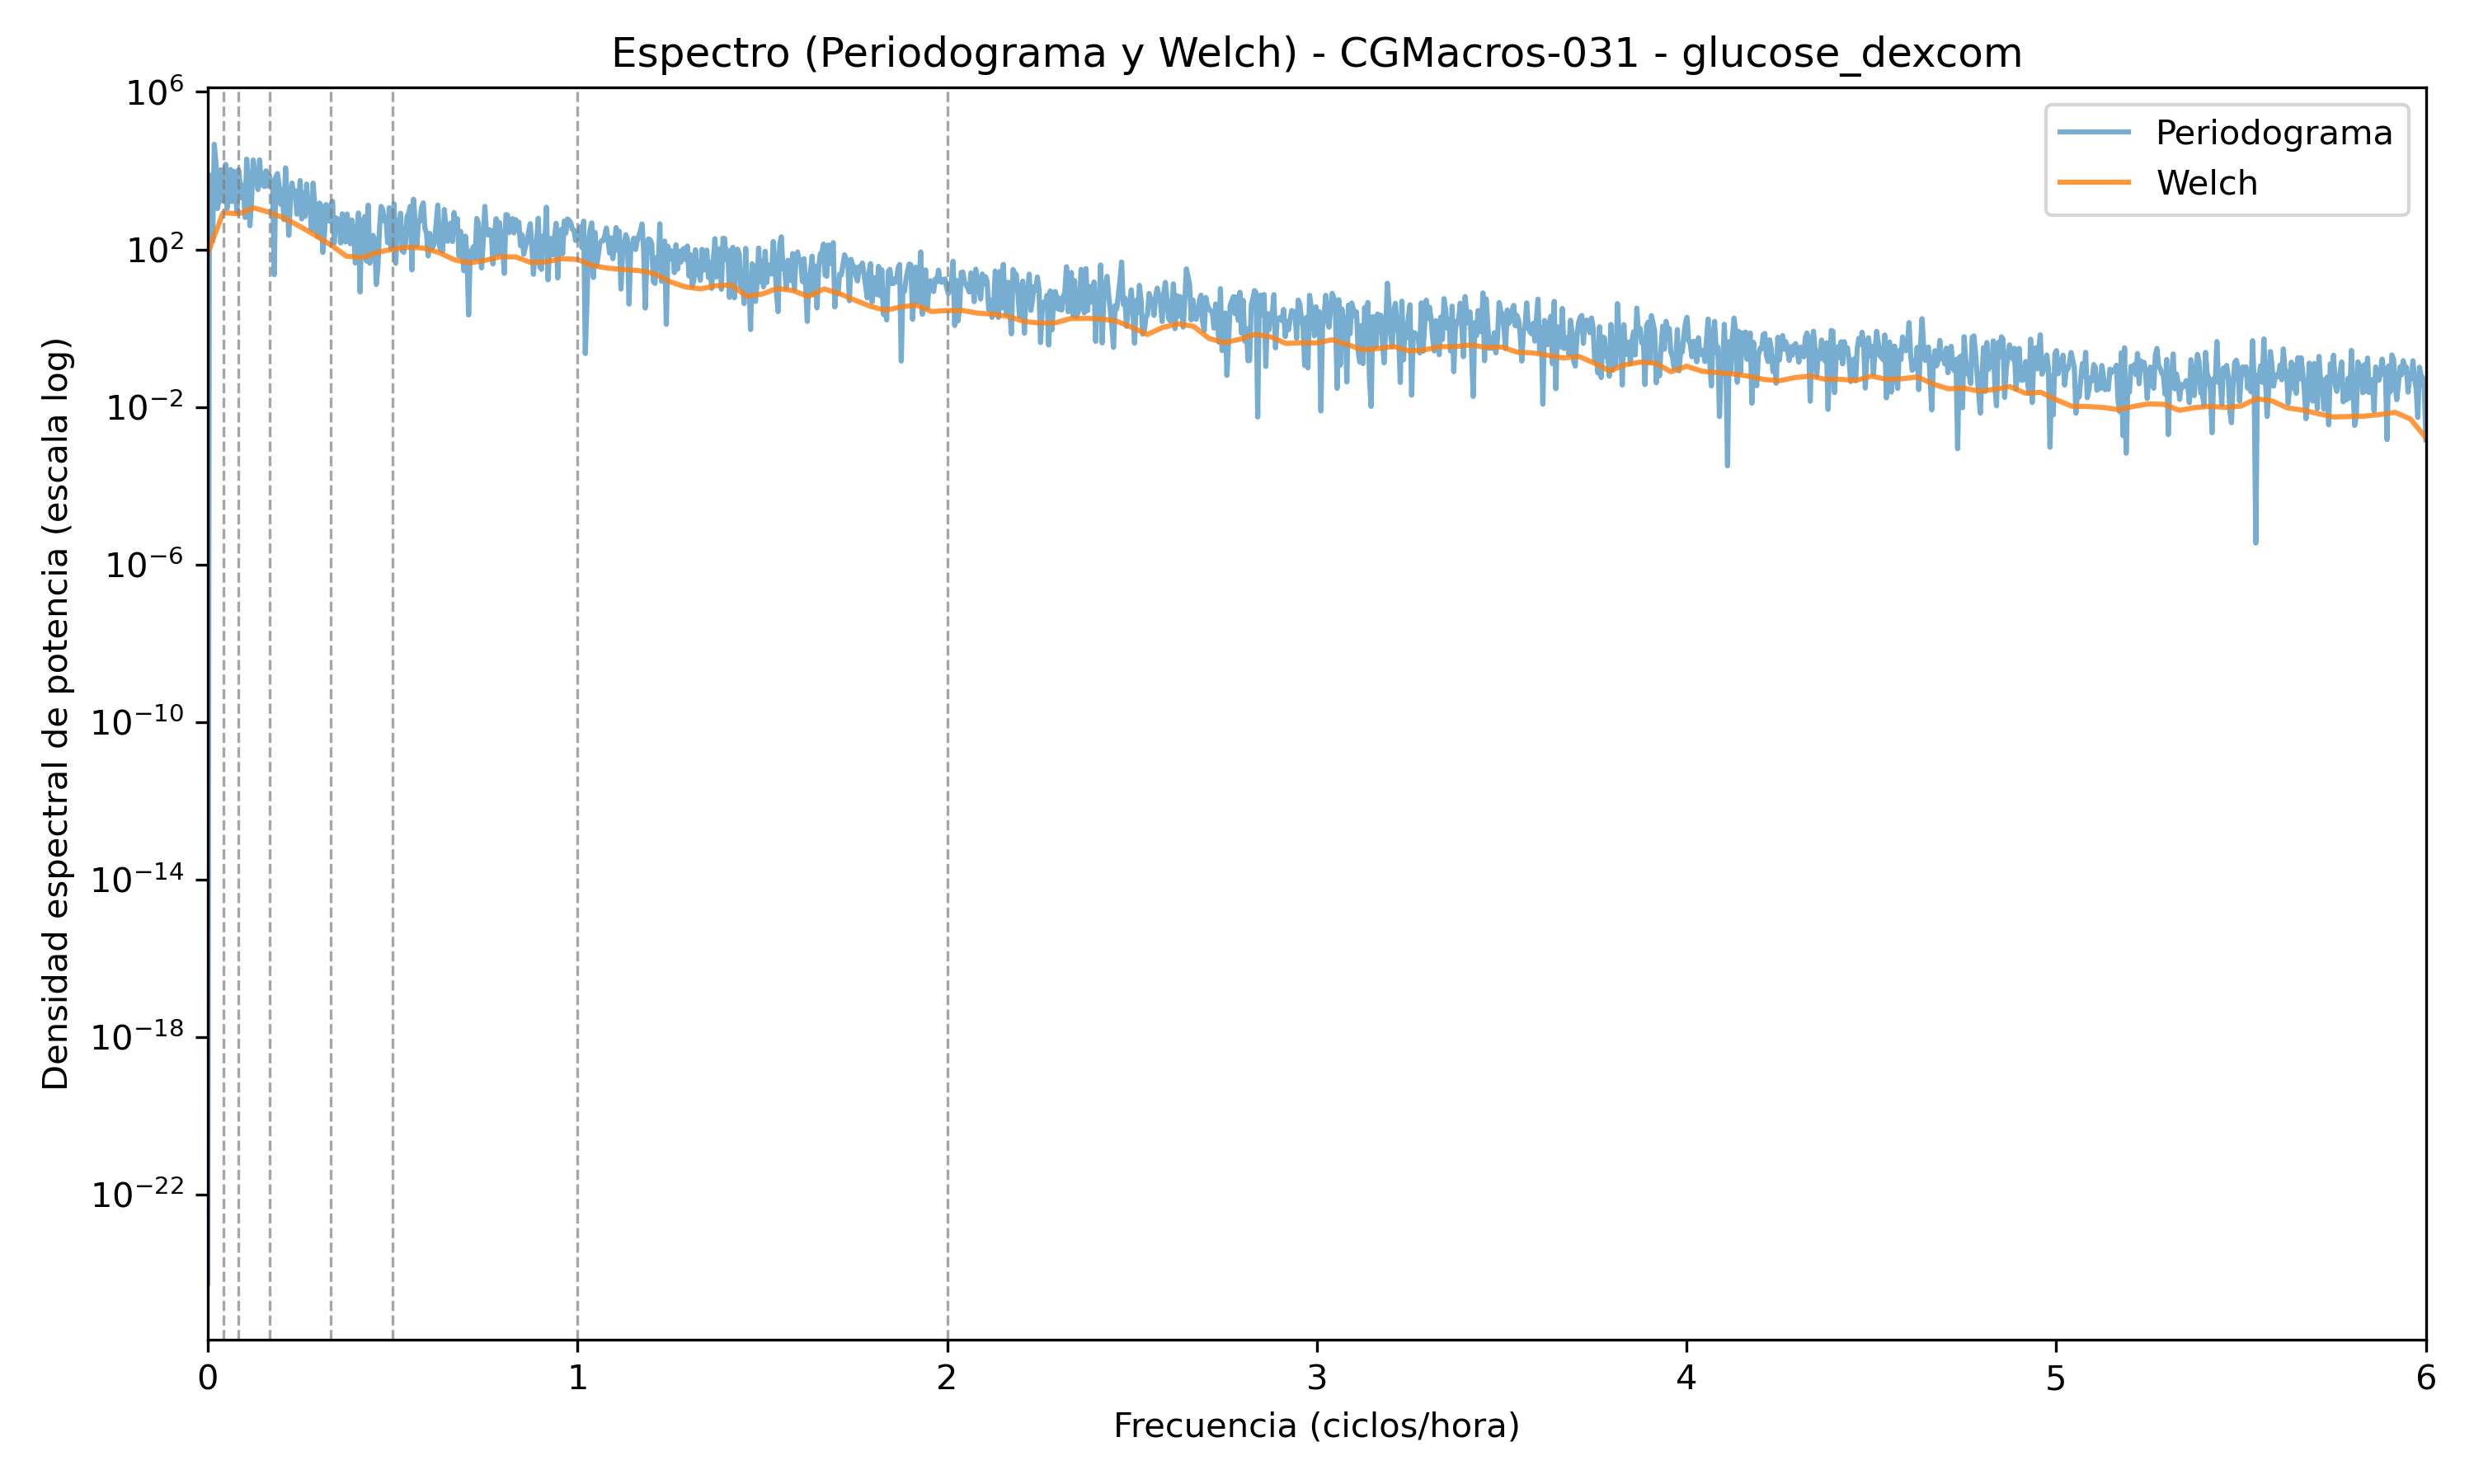 Espectro (Periodograma y Welch) - CGMacros-031 - glucose_dexcom
Periodograma
Welch
Densidad espectral de potencia (escala log)
10^6
10^2
10^−2
10^−6
10^−10
10^−14
10^−18
10^−22
0 1 2 3 4 5 6
Frecuencia (ciclos/hora)